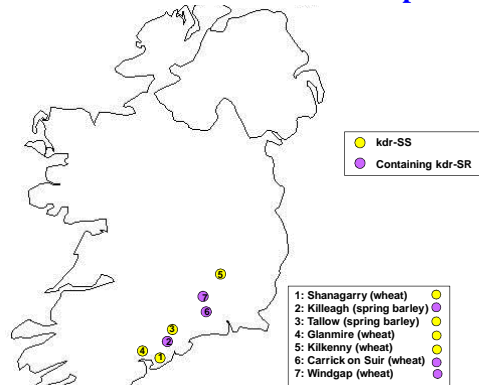 kdr-SS
Containing kdr-SR
5
7
6
3
2
4
1
1: Shanagarry (wheat)
2: Killeagh (spring barley)
3: Tallow (spring barley)
4: Glanmire (wheat)
5: Kilkenny (wheat)
6: Carrick on Suir (wheat)
7: Windgap (wheat)